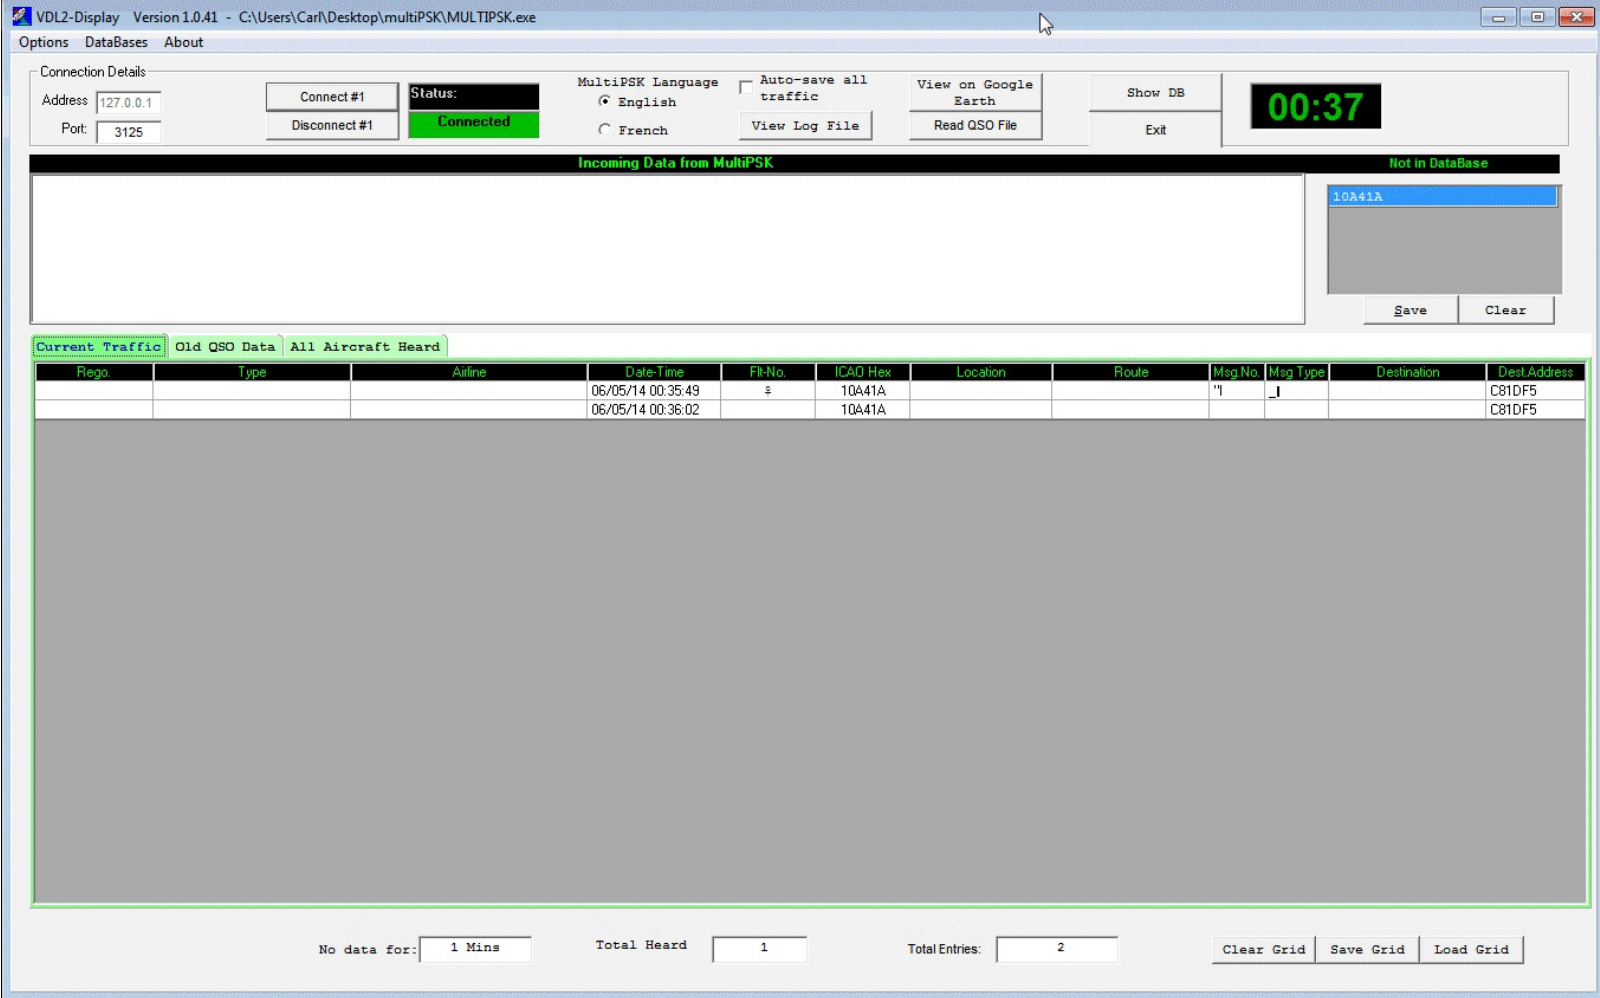 VDL2-Display Version 1.0.41 - C:\Users\Carl\Desktop\multiPSK\MULTIPSK.exe
Options DataBases About
Connection Details
Address 127.0.0.1
Port: 3125
Connect #1
Disconnect #1
Status:
Connected
MultiPSK Language
English
French
Auto-save all
traffic
View Log File
View on Google
Earth
Read QSO File
Show DB
Exit
00:37
Incoming Data from MultiPSK
Not in DataBase
10A41A
Save Clear
Current Traffic Old QSO Data All Aircraft Heard
Rego. Type Airline Date-Time Flt-No. ICAO Hex Location Route Msg.No. Msg Type Destination Dest.Address
06/05/14 00:35:49 10A41A C81DF5
06/05/14 00:36:02 10A41A C81DF5
No data for: 1 Mins Total Heard 1 Total Entries: 2 Clear Grid Save Grid Load Grid